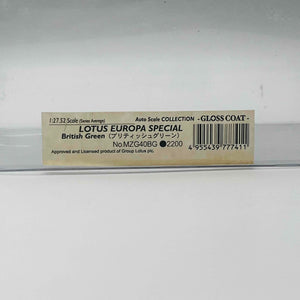 1:27.52 Scale (Series Average) Auto Scale COLLECTION - GLOSS COAT -
LOTUS EUROPA SPECIAL
British Green (ブリティッシュグリーン)
No.MZG40BG ●2200
Approved and Licensed product of Group Lotus plc.
4 955439 777411